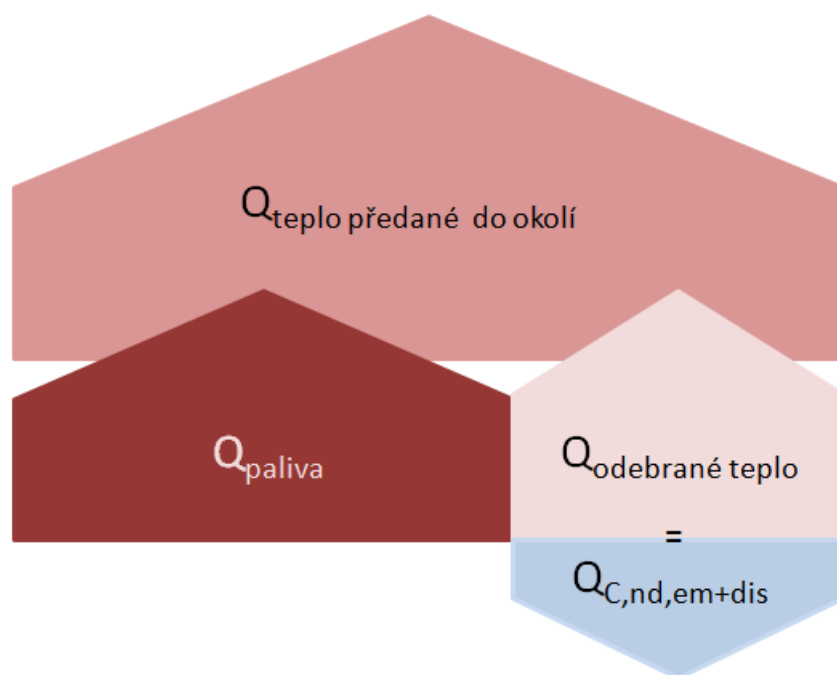 Qteplo předané do okolí
Qpaliva
Qodebrané teplo
=
QC,nd,em+dis